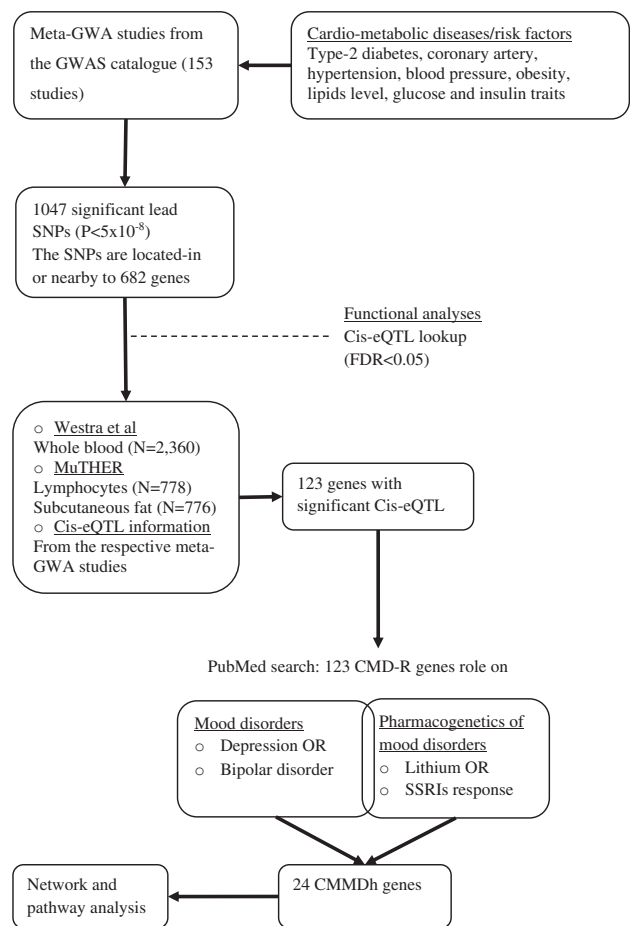 Meta-GWA studies from
the GWAS catalogue (153
studies)
Cardio-metabolic diseases/risk factors
Type-2 diabetes, coronary artery,
hypertension, blood pressure, obesity,
lipids level, glucose and insulin traits
1047 significant lead
SNPs (P<5x10⁻⁸)
The SNPs are located-in
or nearby to 682 genes
Functional analyses
Cis-eQTL lookup
(FDR<0.05)
○ Westra et al
Whole blood (N=2,360)
○ MuTHER
Lymphocytes (N=778)
Subcutaneous fat (N=776)
○ Cis-eQTL information
From the respective meta-
GWA studies
123 genes with
significant Cis-eQTL
PubMed search: 123 CMD-R genes role on
Mood disorders
○ Depression OR
○ Bipolar disorder
Pharmacogenetics of
mood disorders
○ Lithium OR
○ SSRIs response
24 CMMDh genes
Network and
pathway analysis